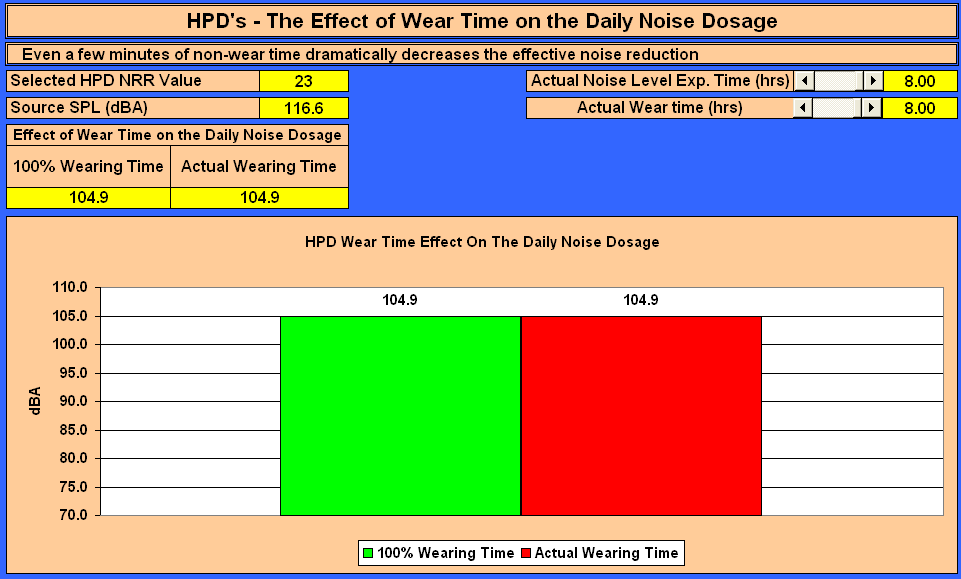 HPD's - The Effect of Wear Time on the Daily Noise Dosage
Even a few minutes of non-wear time dramatically decreases the effective noise reduction
Selected HPD NRR Value 23
Actual Noise Level Exp. Time (hrs) 8.00
Source SPL (dBA) 116.6
Actual Wear time (hrs) 8.00
Effect of Wear Time on the Daily Noise Dosage
100% Wearing Time Actual Wearing Time
104.9 104.9
HPD Wear Time Effect On The Daily Noise Dosage
110.0
104.9 104.9
105.0
100.0
95.0
90.0
85.0
80.0
75.0
70.0
dBA
100% Wearing Time Actual Wearing Time